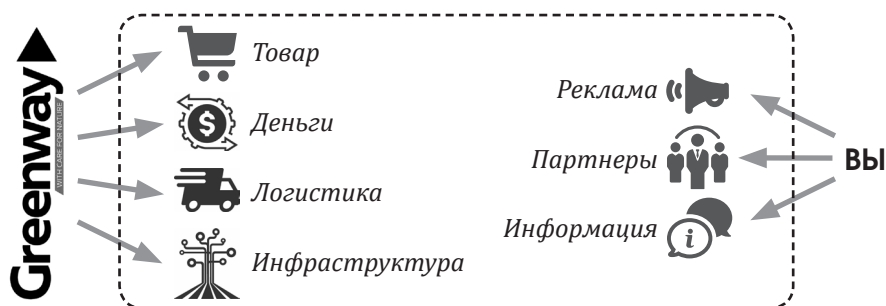 Greenway
WITH CARE FOR NATURE
Товар
Деньги
Логистика
Инфраструктура
Реклама
Партнеры
Информация
ВЫ